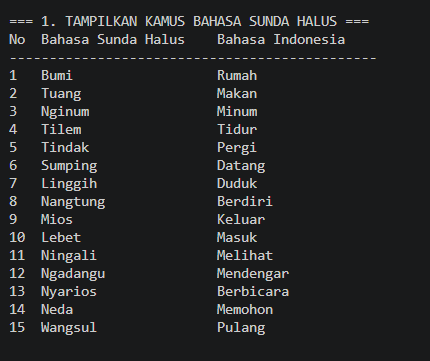 === 1. TAMPILKAN KAMUS BAHASA SUNDA HALUS ===
No  Bahasa Sunda Halus    Bahasa Indonesia
----------------------------------------------
1   Bumi                  Rumah
2   Tuang                 Makan
3   Nginum                Minum
4   Tilem                 Tidur
5   Tindak                Pergi
6   Sumping               Datang
7   Linggih               Duduk
8   Nangtung              Berdiri
9   Mios                  Keluar
10  Lebet                 Masuk
11  Ningali               Melihat
12  Ngadangu              Mendengar
13  Nyarios               Berbicara
14  Neda                  Memohon
15  Wangsul               Pulang